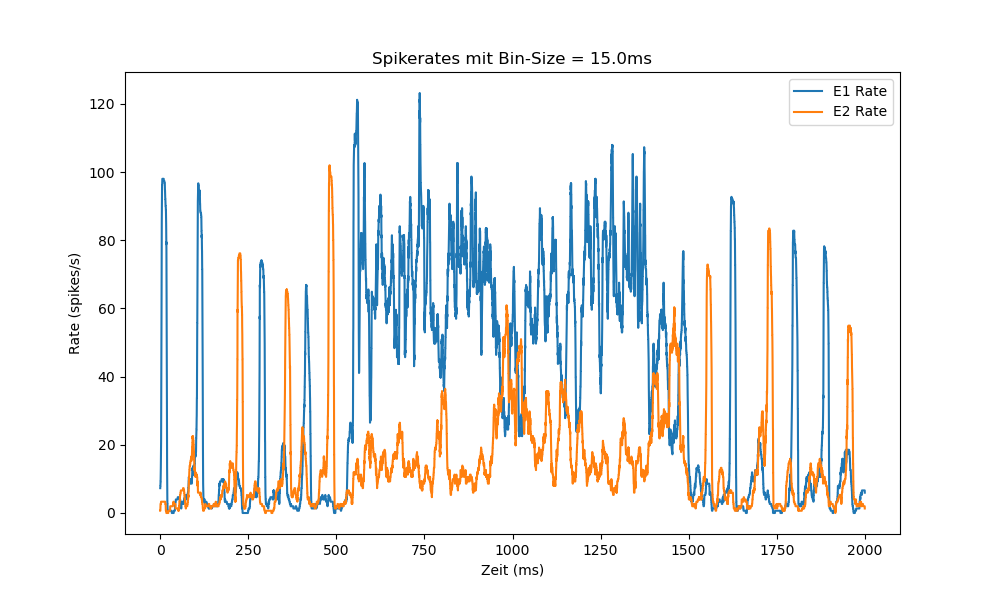 Spikerates mit Bin-Size = 15.0ms
E1 Rate
E2 Rate
Rate (spikes/s)
120
100
80
60
40
20
0
0 250 500 750 1000 1250 1500 1750 2000
Zeit (ms)